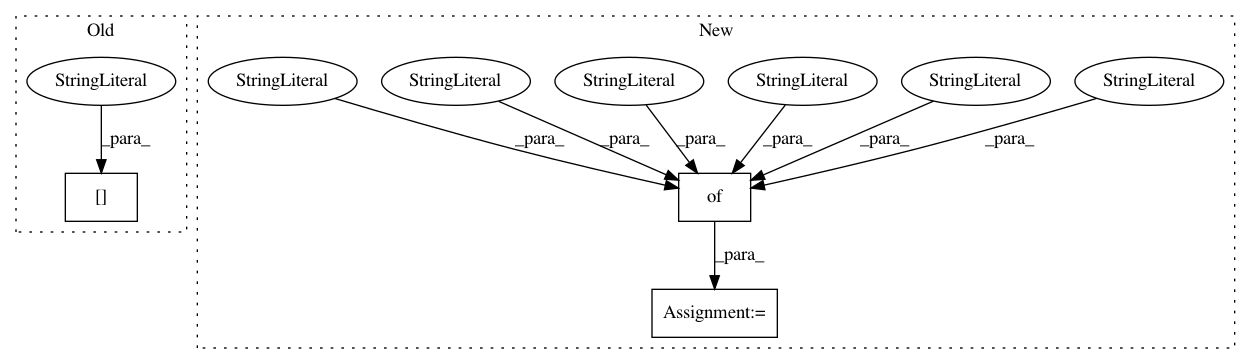 Old
New
StringLiteral
StringLiteral
StringLiteral
StringLiteral
StringLiteral
StringLiteral
StringLiteral
_para_
_para_
_para_
_para_
_para_
_para_
_para_
[]
of
_para_
Assignment:=